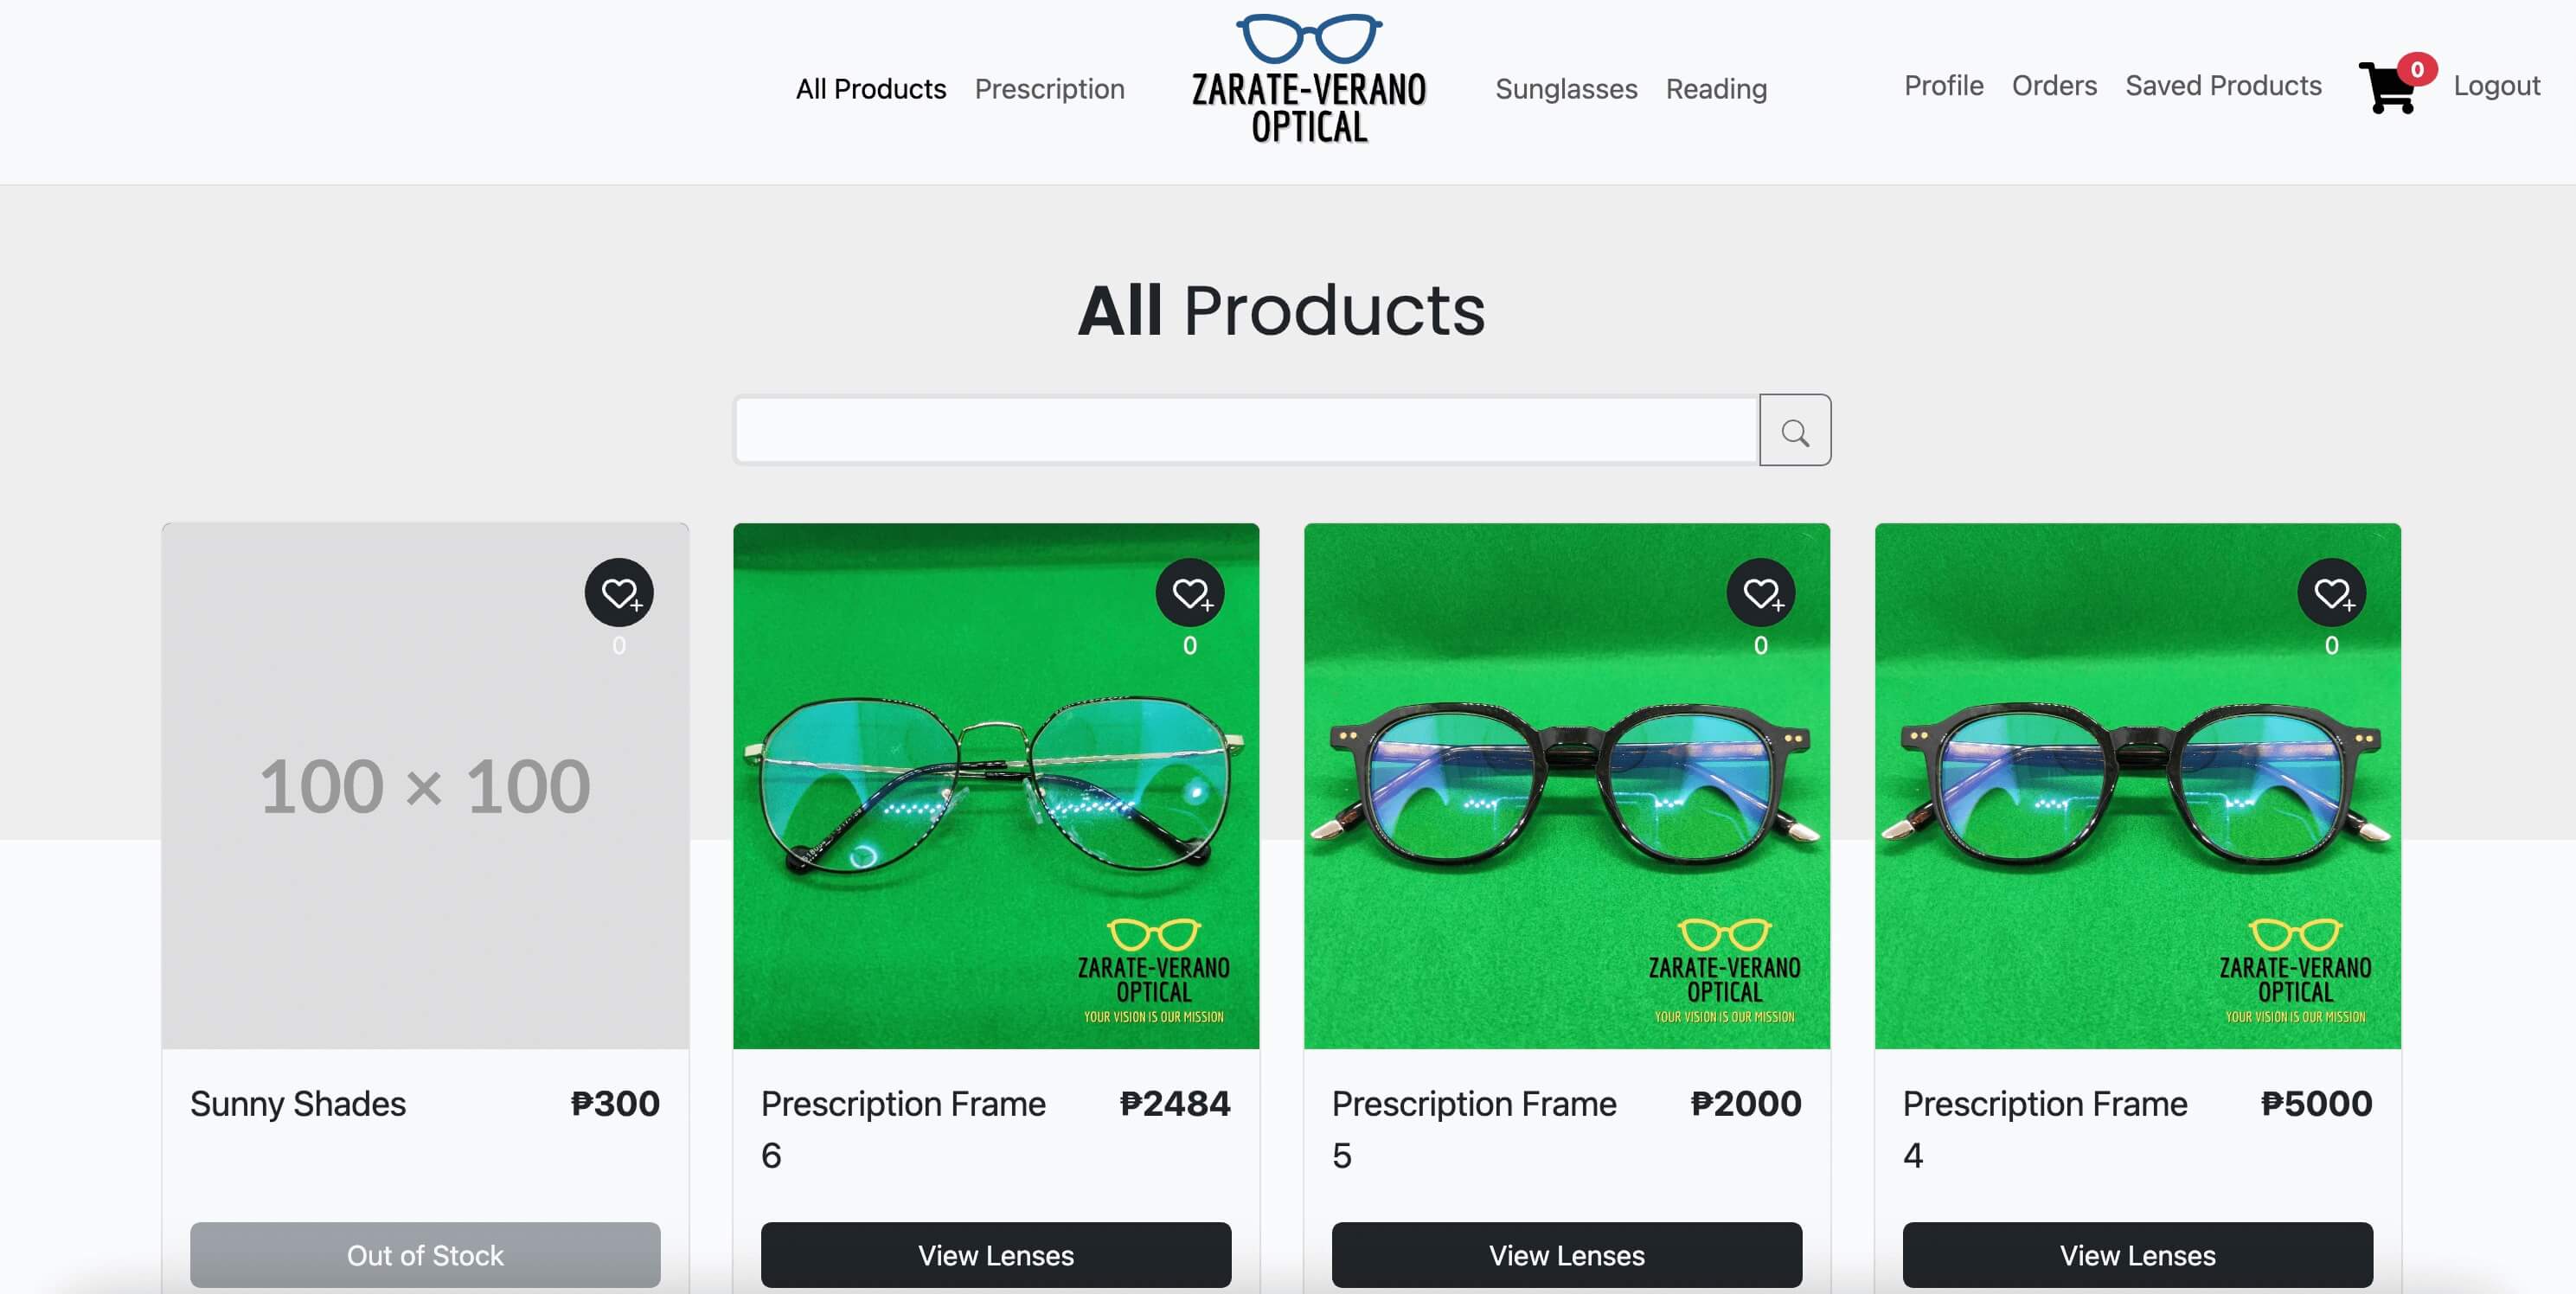 All Products
Prescription
ZARATE-VERANO
OPTICAL
Sunglasses
Reading
Profile
Orders
Saved Products
0
Logout
All Products
0
100 × 100
Sunny Shades
₱300
Out of Stock
0
ZARATE-VERANO
OPTICAL
YOUR VISION IS OUR MISSION
Prescription Frame
6
₱2484
View Lenses
0
ZARATE-VERANO
OPTICAL
YOUR VISION IS OUR MISSION
Prescription Frame
5
₱2000
View Lenses
0
ZARATE-VERANO
OPTICAL
YOUR VISION IS OUR MISSION
Prescription Frame
4
₱5000
View Lenses